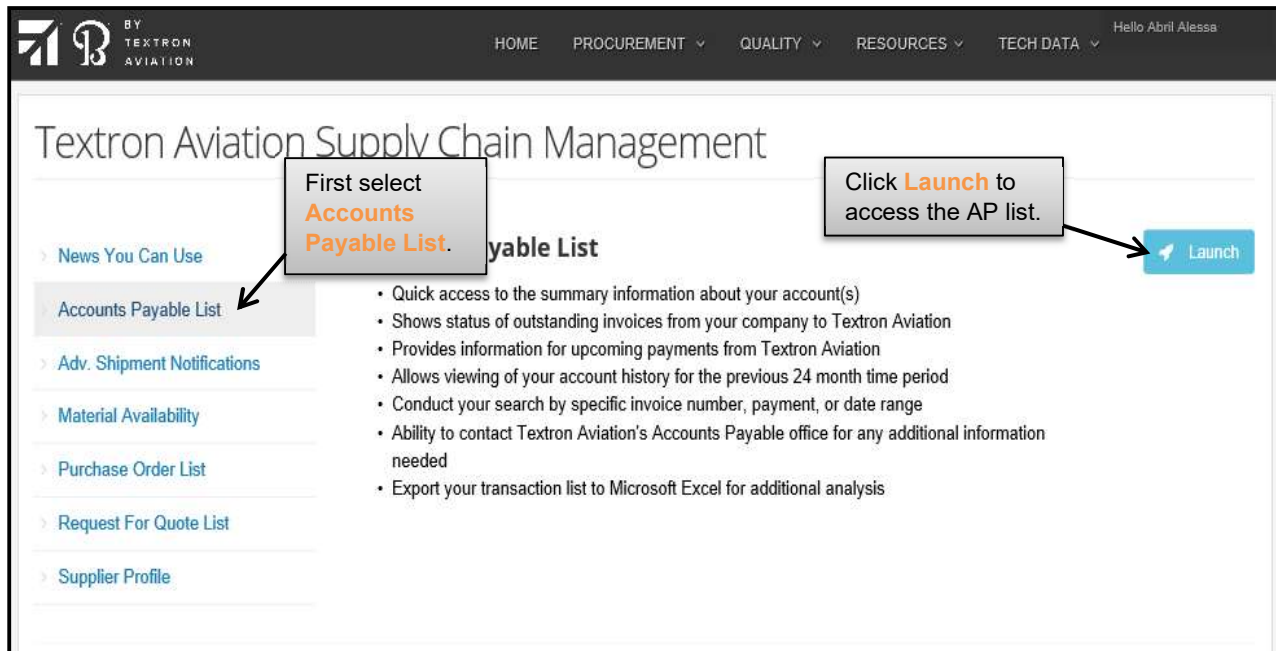 BY
TEXTRON
AVIATION
HOME PROCUREMENT QUALITY RESOURCES TECH DATA
Hello Abril Alessa
Textron Aviation Supply Chain Management
First select
Accounts
Payable List.
Click Launch to
access the AP list.
News You Can Use
Accounts Payable List
Adv. Shipment Notifications
Material Availability
Purchase Order List
Request For Quote List
Supplier Profile
yable List
Launch
• Quick access to the summary information about your account(s)
• Shows status of outstanding invoices from your company to Textron Aviation
• Provides information for upcoming payments from Textron Aviation
• Allows viewing of your account history for the previous 24 month time period
• Conduct your search by specific invoice number, payment, or date range
• Ability to contact Textron Aviation's Accounts Payable office for any additional information
needed
• Export your transaction list to Microsoft Excel for additional analysis